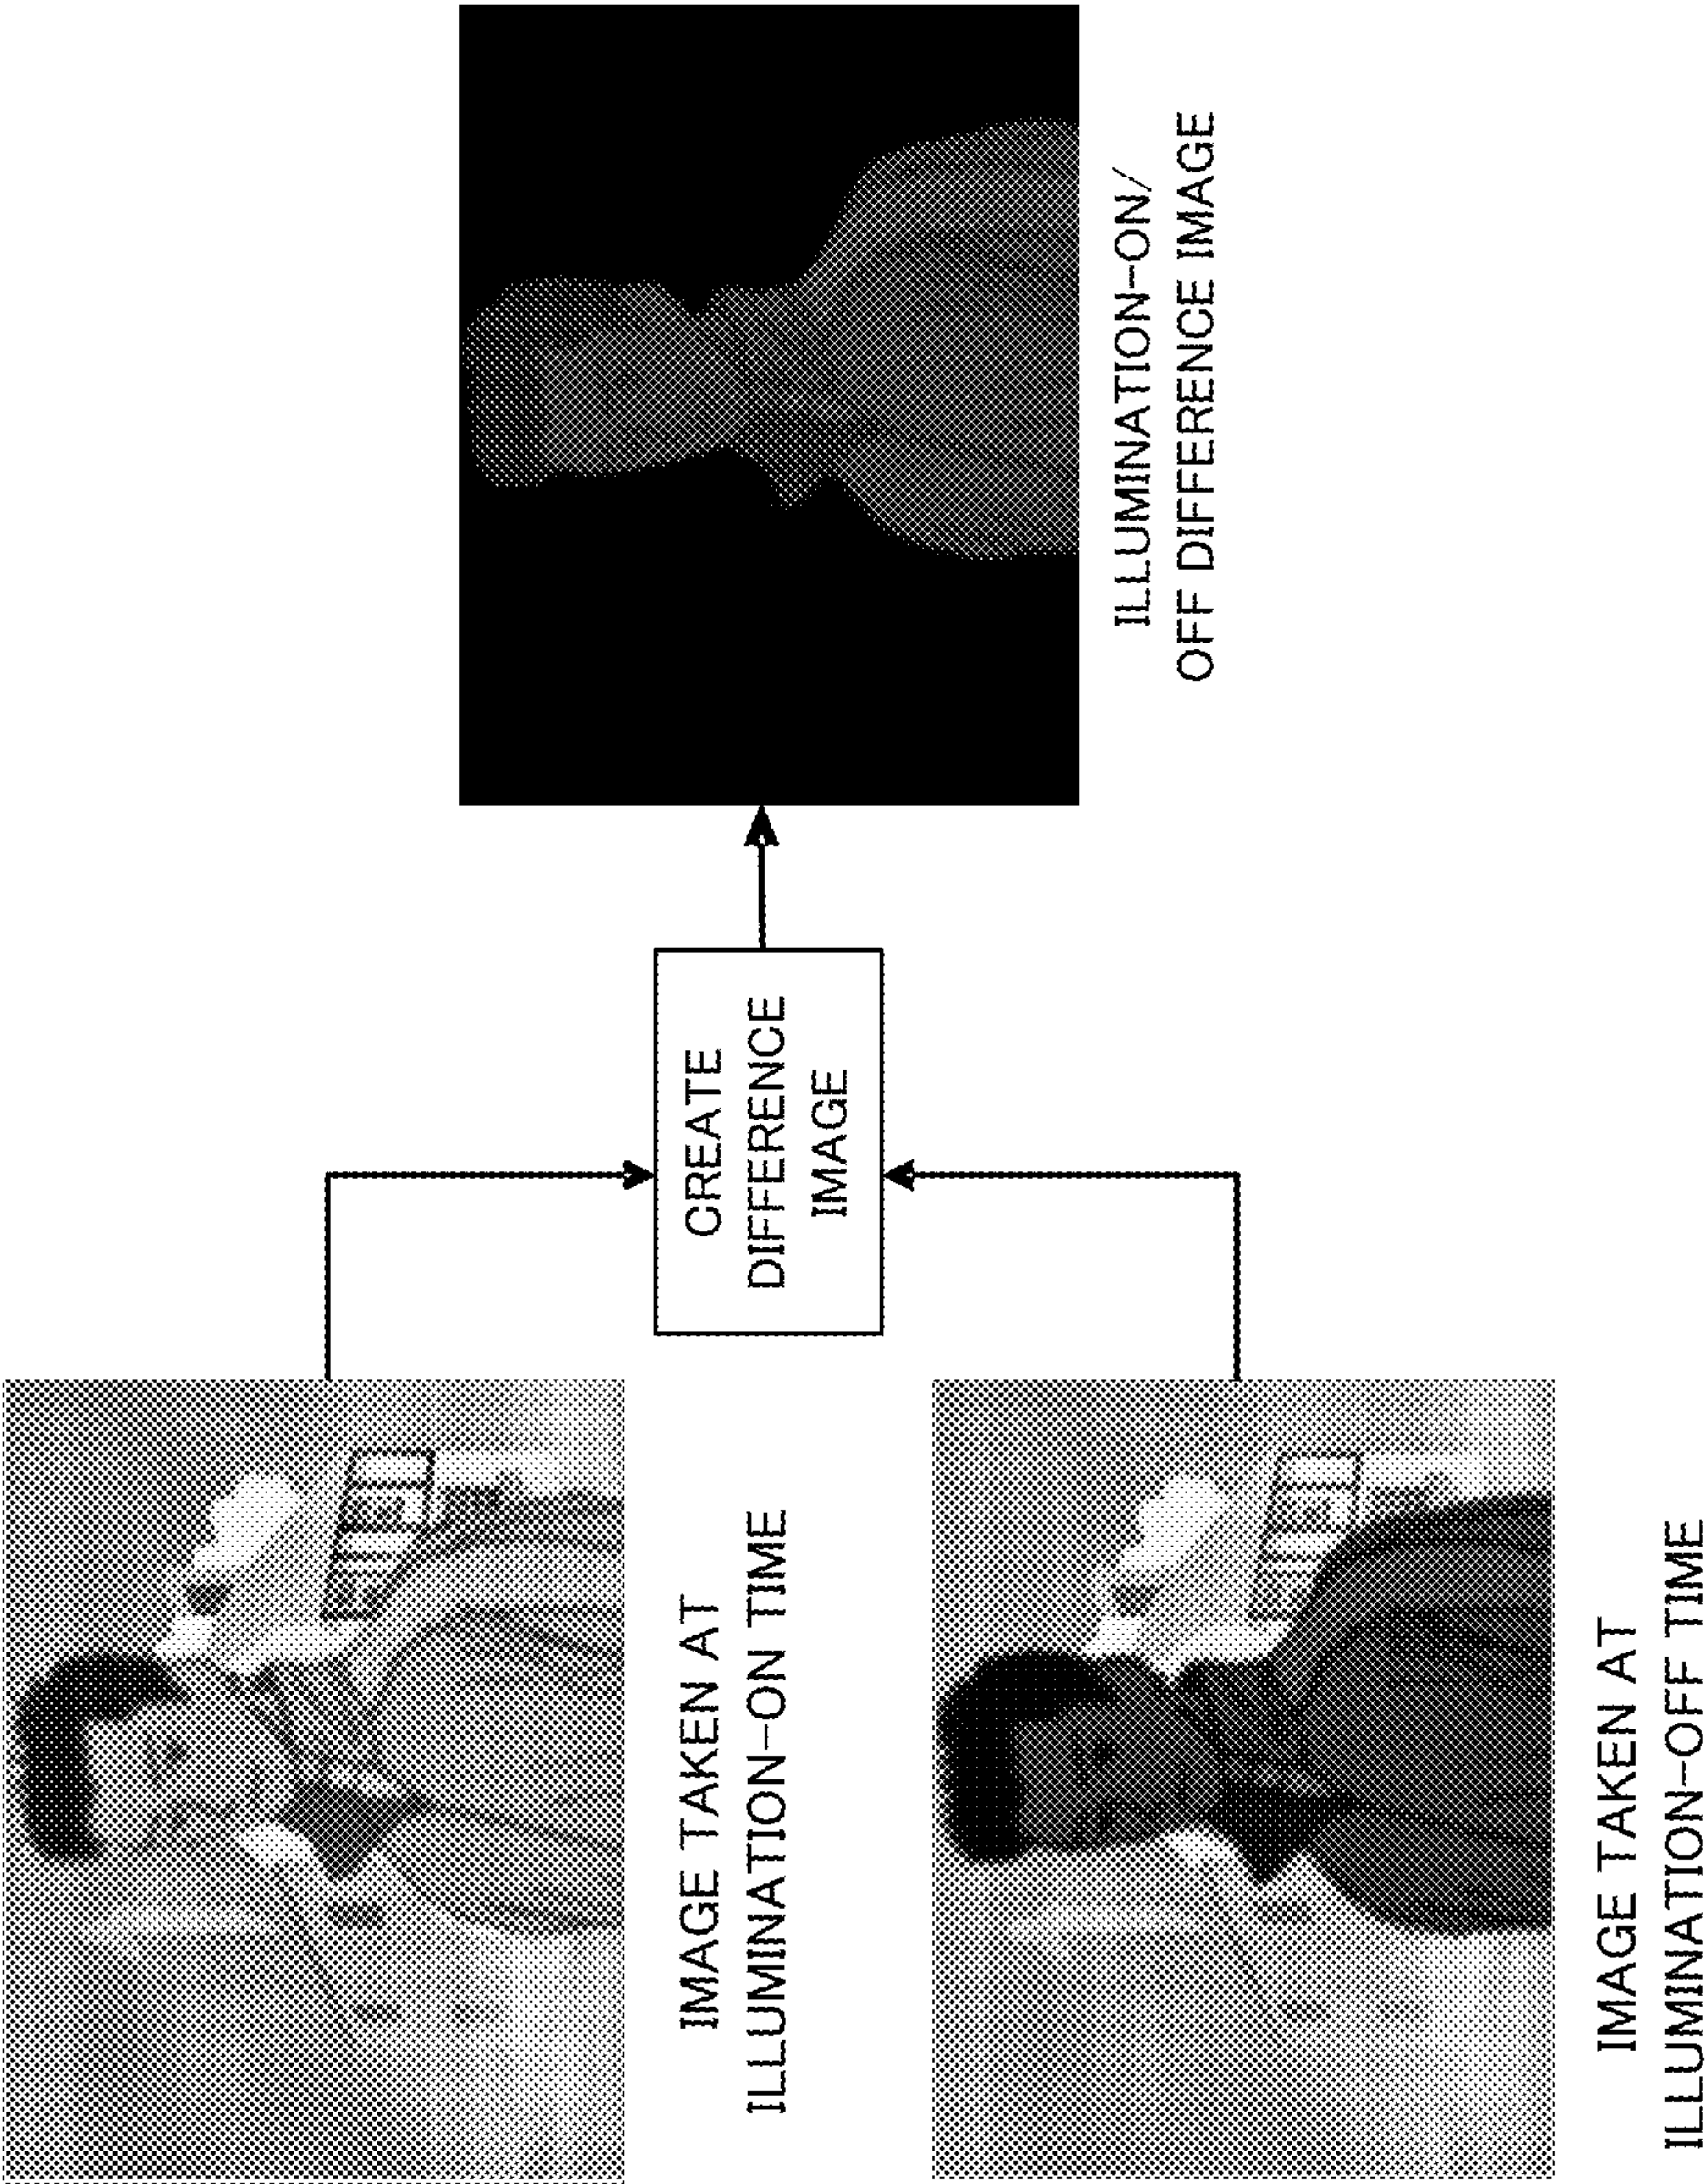 IMAGE TAKEN AT
ILLUMINATION-ON TIME
CREATE
DIFFERENCE
IMAGE
ILLUMINATION-ON/
OFF DIFFERENCE IMAGE
IMAGE TAKEN AT
ILLUMINATION-OFF TIME